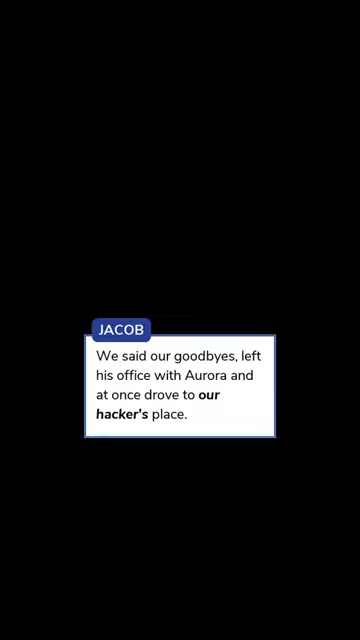 JACOB
We said our goodbyes, left
his office with Aurora and
at once drove to our
hacker's place.